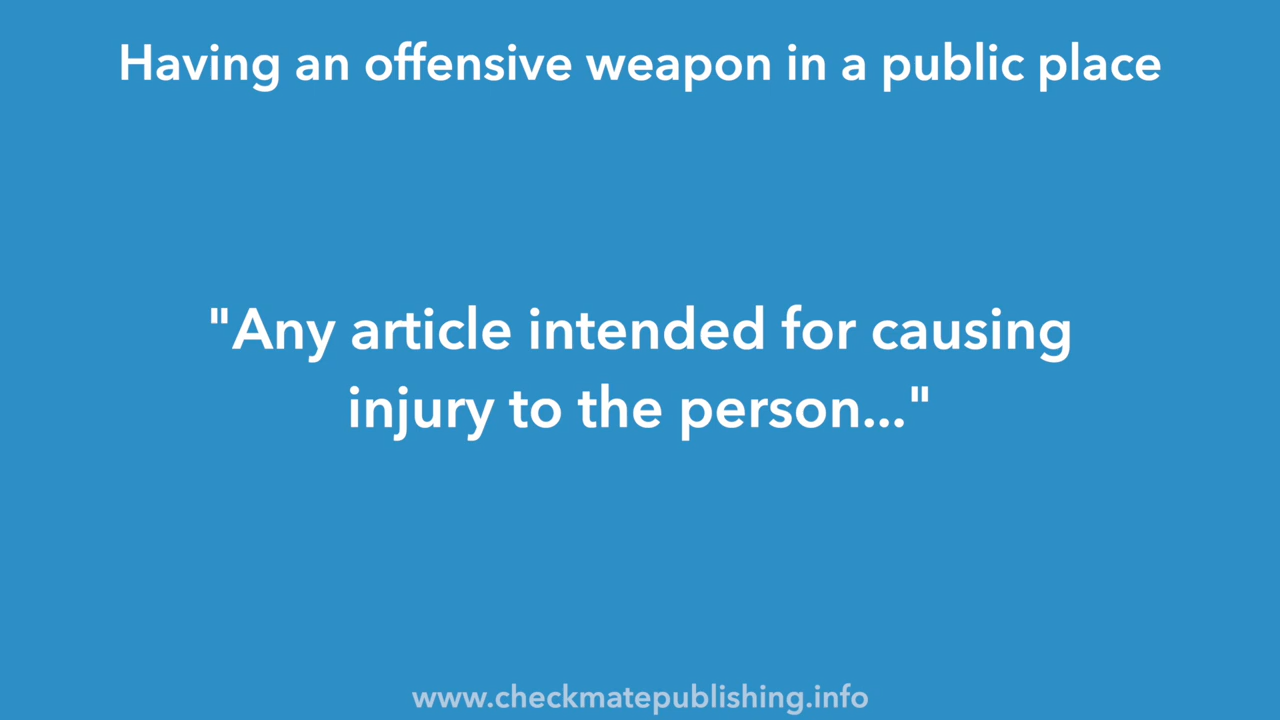 Having an offensive weapon in a public place
"Any article intended for causing
injury to the person..."
www.checkmatepublishing.info